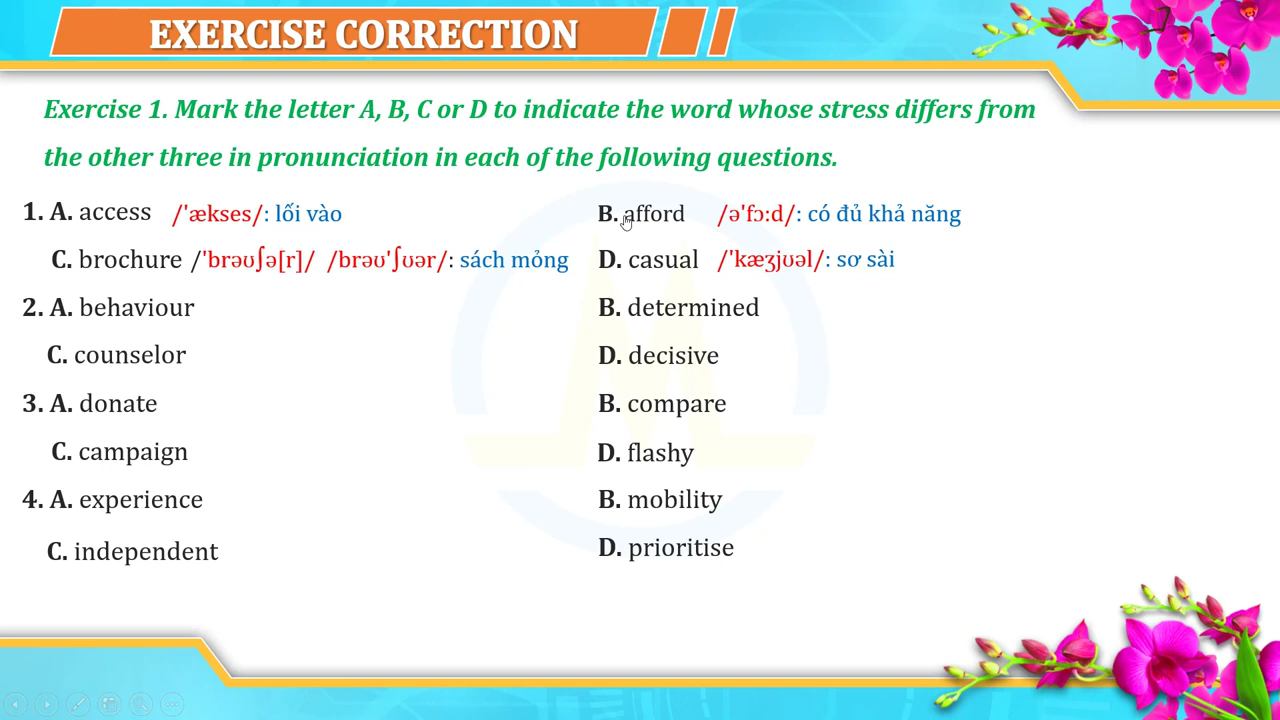 EXERCISE CORRECTION
Exercise 1. Mark the letter A, B, C or D to indicate the word whose stress differs from
the other three in pronunciation in each of the following questions.
1. A. access /'ækses/: lối vào B. afford /ə'fɔ:d/: có đủ khả năng
C. brochure /'brəʊʃə[r]/ /brəʊ'ʃʊər/: sách mỏng D. casual /'kæʒjʊəl/: sơ sài
2. A. behaviour B. determined
C. counselor D. decisive
3. A. donate B. compare
C. campaign D. flashy
4. A. experience B. mobility
C. independent D. prioritise